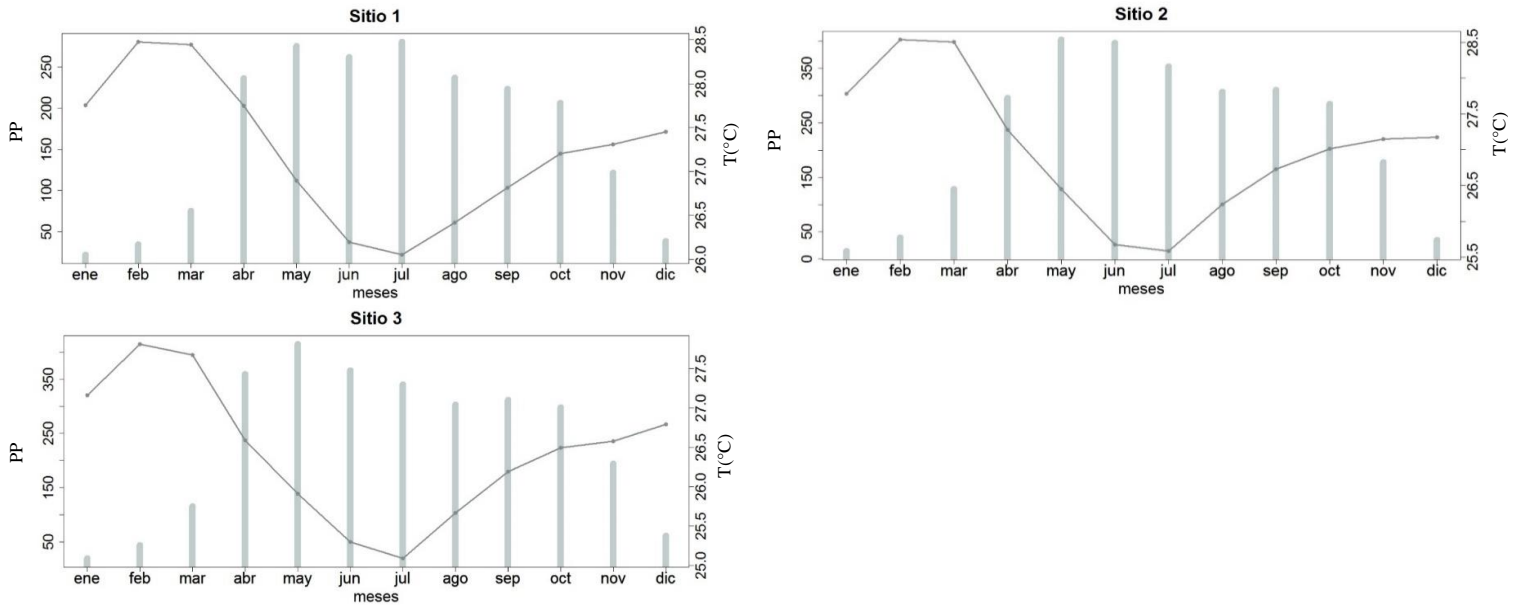 Sitio 1
PP
250
200
150
100
50
28.5
28.0
27.5
27.0
26.5
26.0
T(°C)
ene feb mar abr may jun jul ago sep oct nov dic
meses
Sitio 2
PP
350
250
150
50
0
28.5
27.5
26.5
25.5
T(°C)
ene feb mar abr may jun jul ago sep oct nov dic
meses
Sitio 3
PP
350
250
150
50
27.5
27.0
26.5
26.0
25.5
25.0
T(°C)
ene feb mar abr may jun jul ago sep oct nov dic
meses